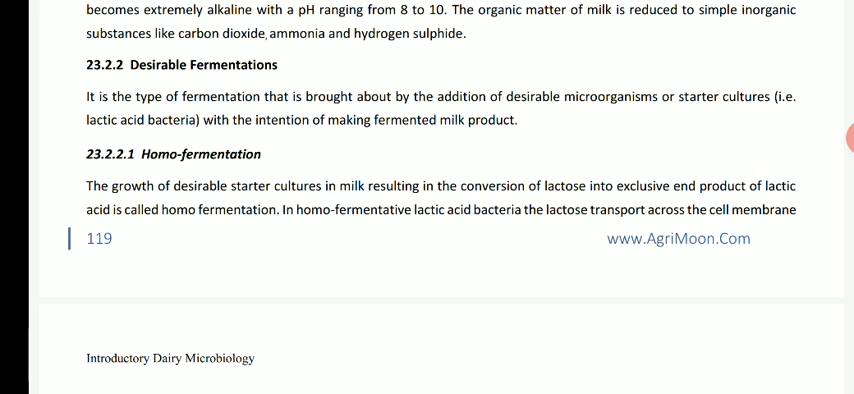 becomes extremely alkaline with a pH ranging from 8 to 10. The organic matter of milk is reduced to simple inorganic
substances like carbon dioxide, ammonia and hydrogen sulphide.
23.2.2 Desirable Fermentations
It is the type of fermentation that is brought about by the addition of desirable microorganisms or starter cultures (i.e.
lactic acid bacteria) with the intention of making fermented milk product.
23.2.2.1 Homo-fermentation
The growth of desirable starter cultures in milk resulting in the conversion of lactose into exclusive end product of lactic
acid is called homo fermentation. In homo-fermentative lactic acid bacteria the lactose transport across the cell membrane
119 www.AgriMoon.Com
Introductory Dairy Microbiology